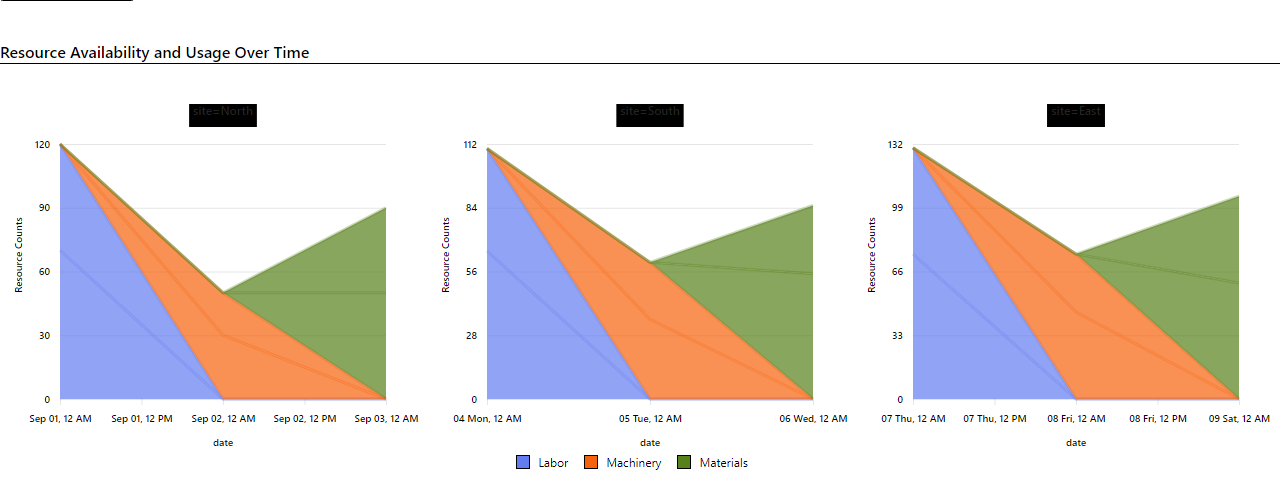 Resource Availability and Usage Over Time
site=North
site=South
site=East
120
90
60
30
0
Resource Counts
Sep 01, 12 AM
Sep 01, 12 PM
Sep 02, 12 AM
Sep 02, 12 PM
Sep 03, 12 AM
date
112
84
56
28
0
Resource Counts
04 Mon, 12 AM
05 Tue, 12 AM
06 Wed, 12 AM
date
132
99
66
33
0
Resource Counts
07 Thu, 12 AM
07 Thu, 12 PM
08 Fri, 12 AM
08 Fri, 12 PM
09 Sat, 12 AM
date
Labor
Machinery
Materials